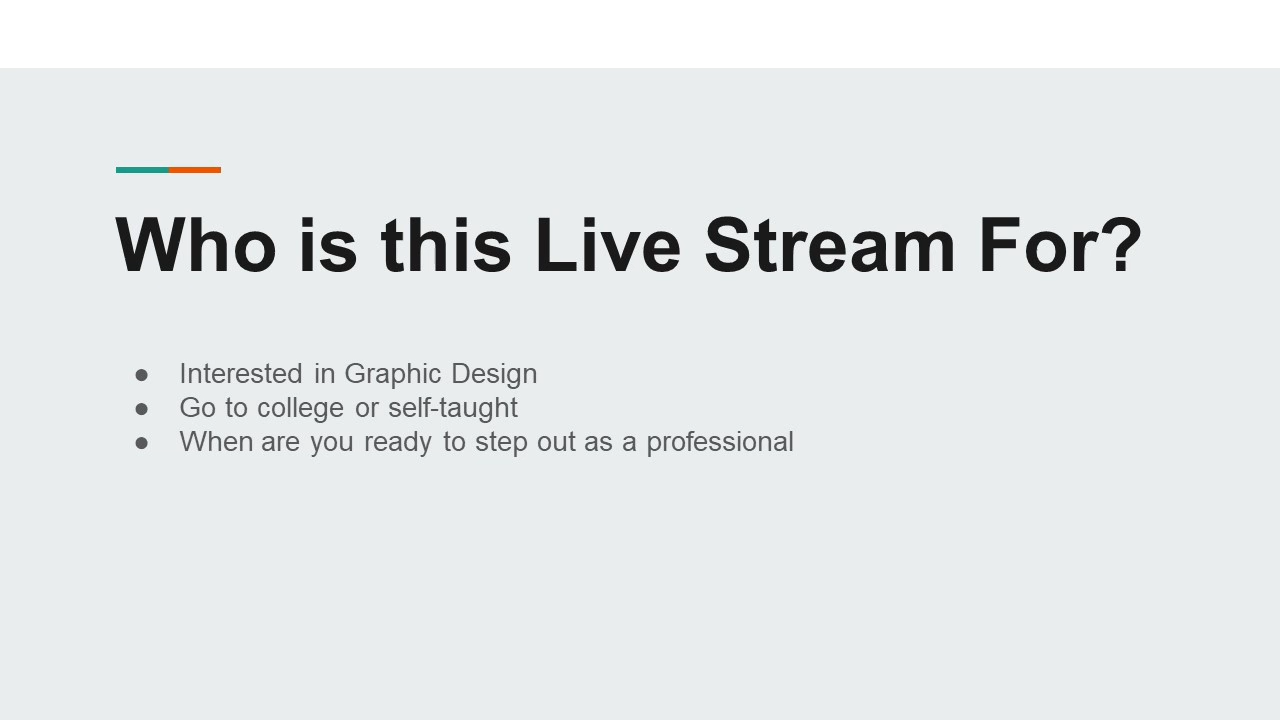 Who is this Live Stream For?
● Interested in Graphic Design
● Go to college or self-taught
● When are you ready to step out as a professional